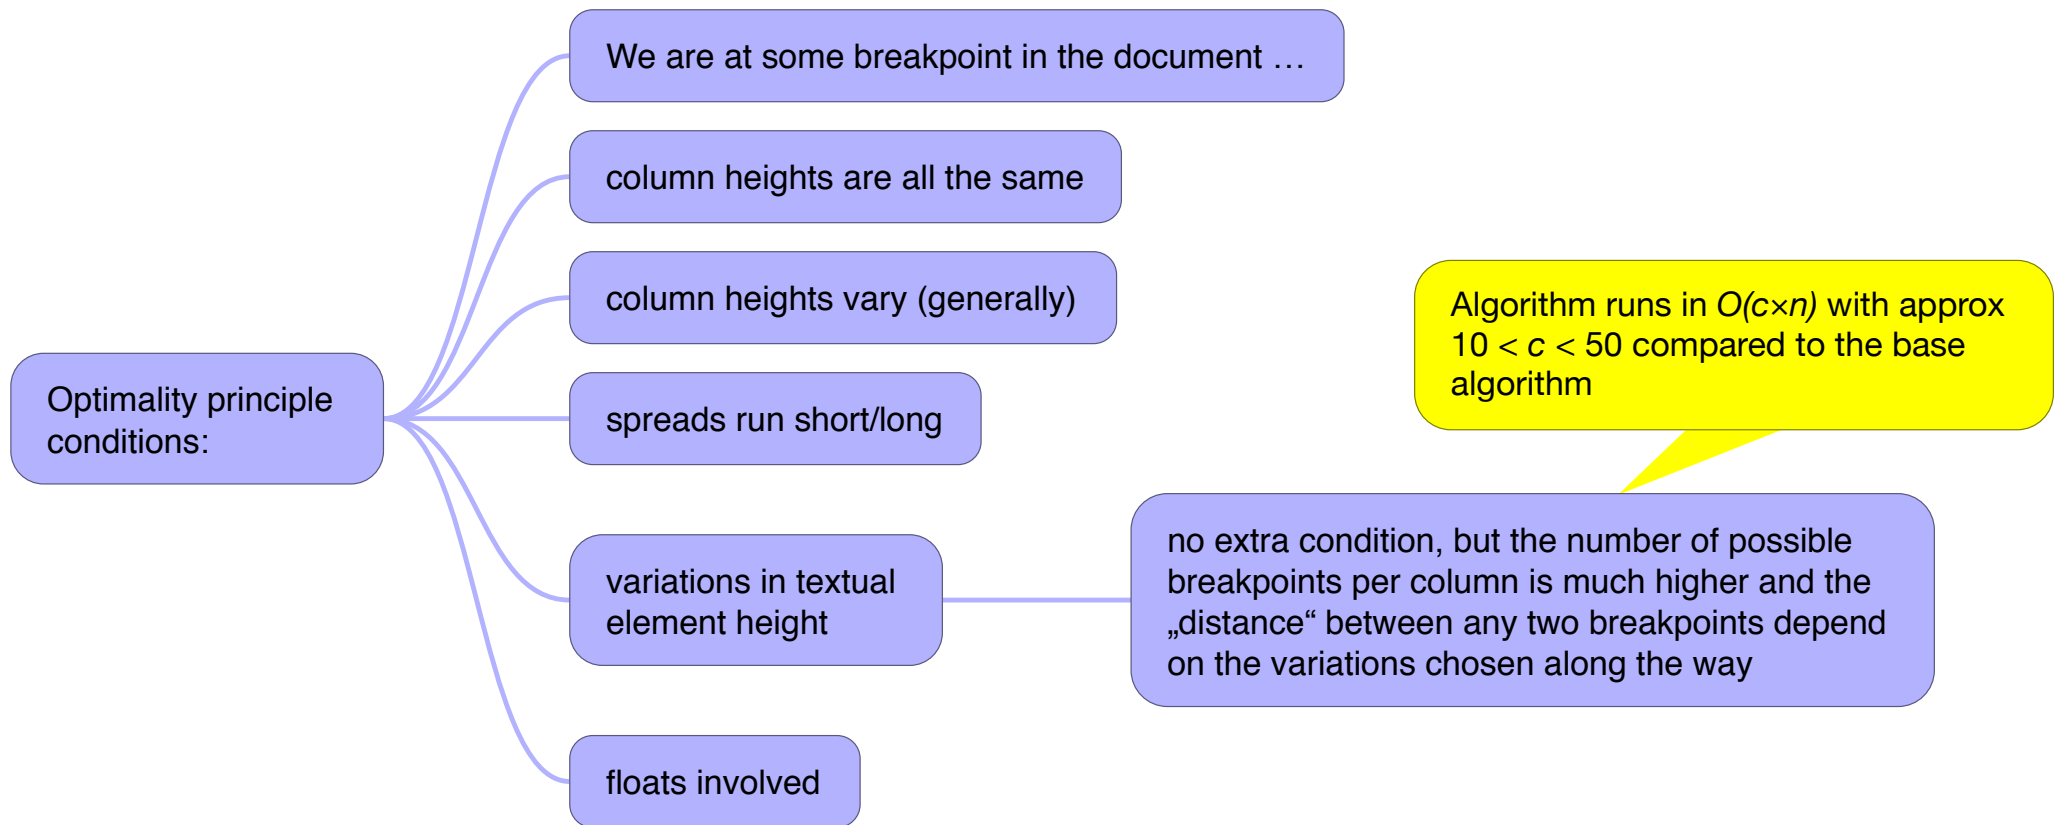 We are at some breakpoint in the document …
column heights are all the same
column heights vary (generally)
Algorithm runs in O(c×n) with approx
10 < c < 50 compared to the base
algorithm
Optimality principle
conditions:
spreads run short/long
no extra condition, but the number of possible
breakpoints per column is much higher and the
„distance“ between any two breakpoints depend
on the variations chosen along the way
variations in textual
element height
floats involved